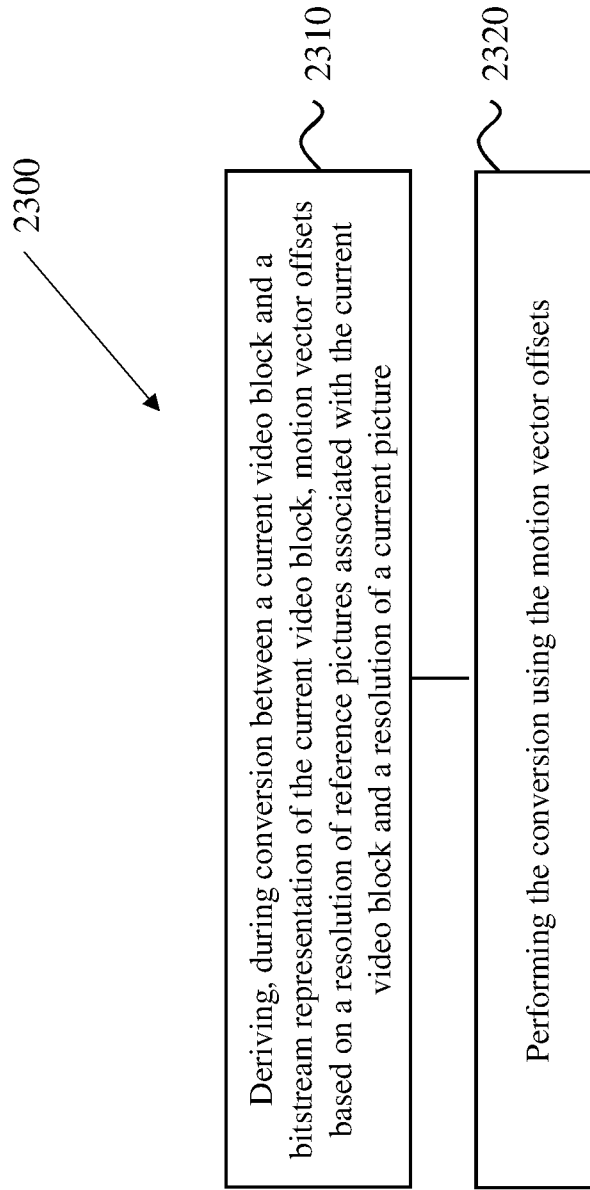 2300
Deriving, during conversion between a current video block and a
bitstream representation of the current video block, motion vector offsets
based on a resolution of reference pictures associated with the current
video block and a resolution of a current picture
2310
Performing the conversion using the motion vector offsets
2320